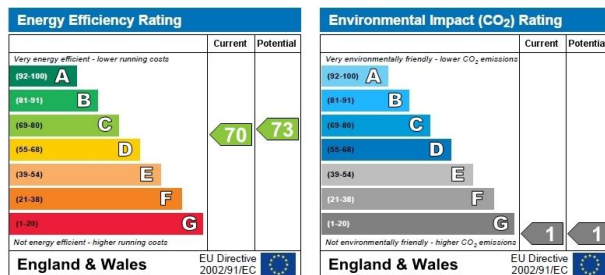 Energy Efficiency Rating
Current Potential
Very energy efficient - lower running costs
(92-100) A
(81-91) B
(69-80) C
(55-68) D
(39-54) E
(21-38) F
(1-20) G
70 73
Not energy efficient - higher running costs
England & Wales
EU Directive
2002/91/EC
Environmental Impact (CO₂) Rating
Current Potential
Very environmentally friendly - lower CO₂ emissions
(92-100) A
(81-91) B
(69-80) C
(55-68) D
(39-54) E
(21-38) F
(1-20) G
1 1
Not environmentally friendly - higher CO₂ emissions
England & Wales
EU Directive
2002/91/EC